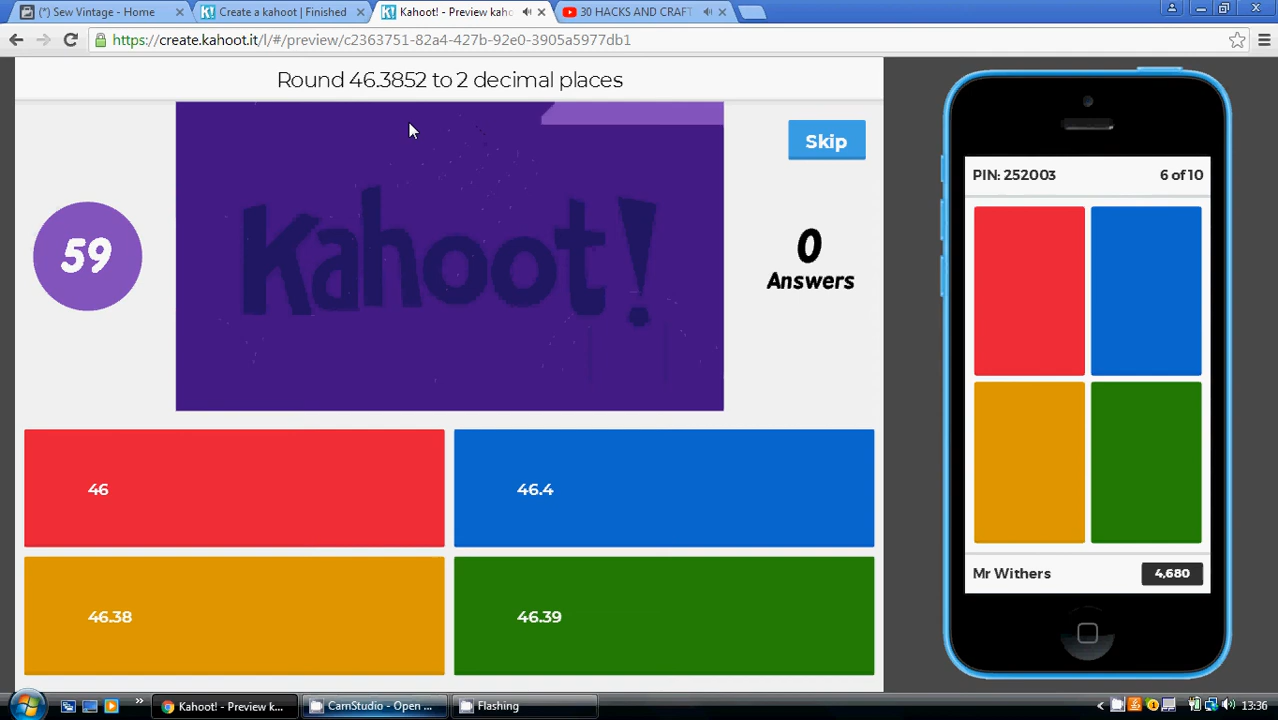 (*) Sew Vintage - Home
Create a kahoot | Finished
Kahoot! - Preview kaho
30 HACKS AND CRAFT
https://create.kahoot.it/l/#/preview/c2363751-82a4-427b-92e0-3905a5977db1
Round 46.3852 to 2 decimal places
Skip
59
Kahoot!
0
Answers
46
46.4
46.38
46.39
PIN: 252003
6 of 10
Mr Withers
4,680
Kahoot! - Preview k...
CamStudio - Open ...
Flashing
13:36